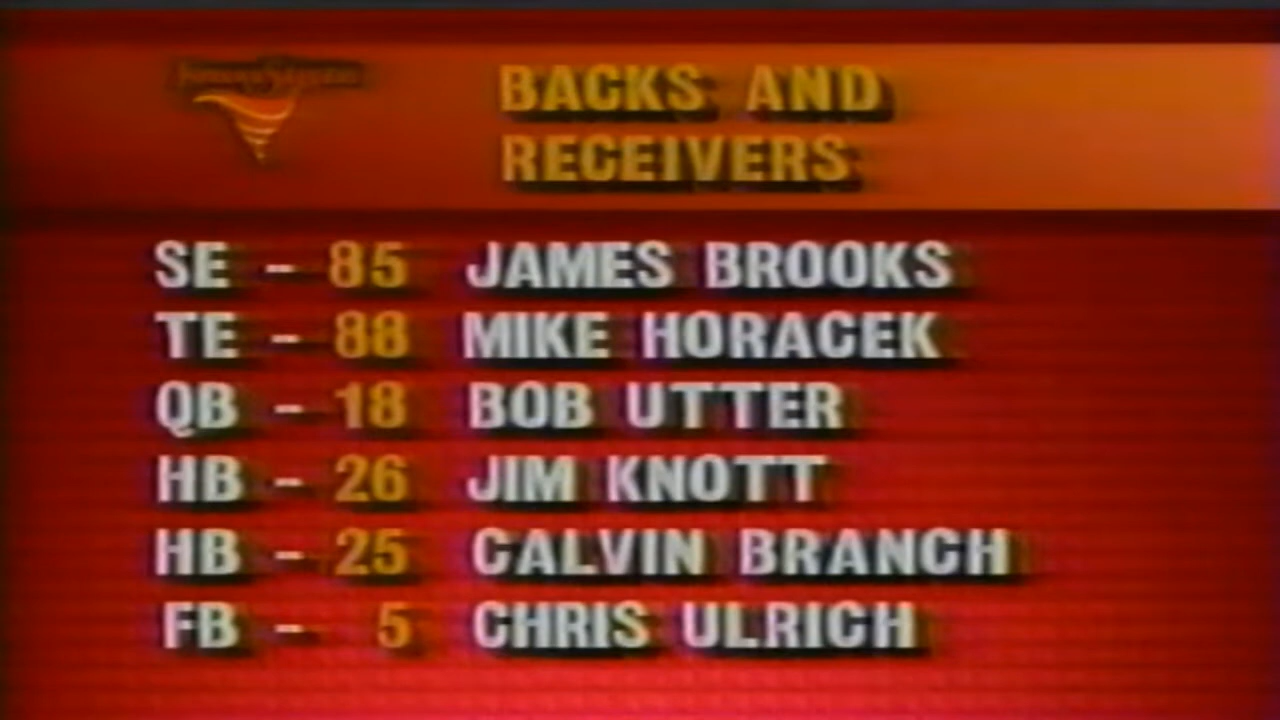 BACKS AND
RECEIVERS
SE - 85 JAMES BROOKS
TE - 88 MIKE HORACEK
QB - 18 BOB UTTER
HB - 26 JIM KNOTT
HB - 25 CALVIN BRANCH
FB - 5 CHRIS ULRICH